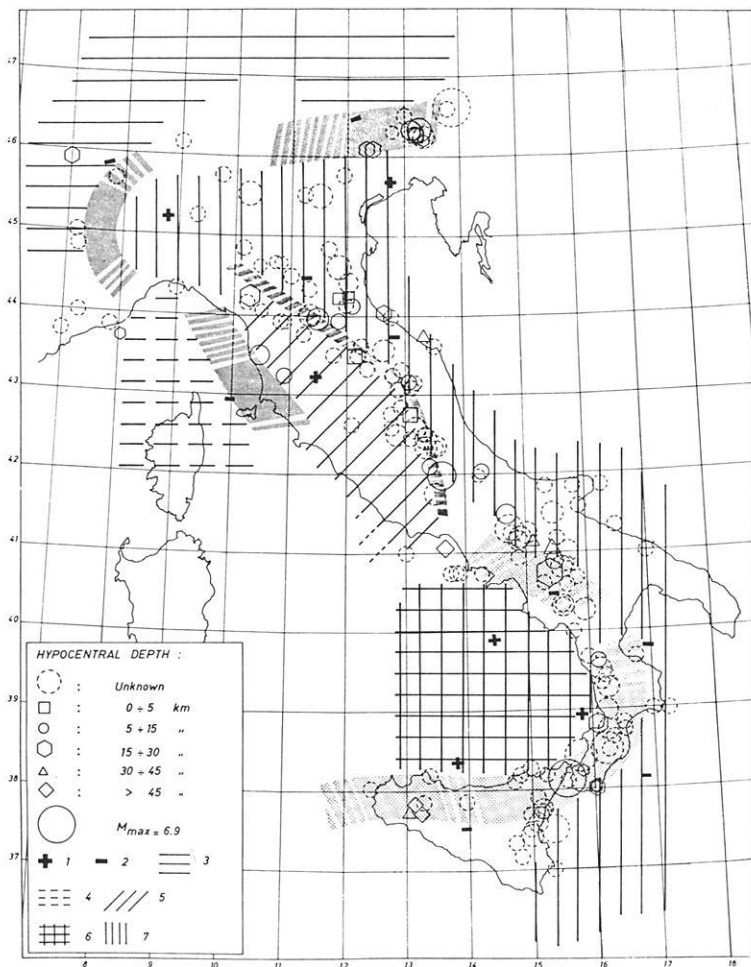 47
46
45
44
43
42
41
40
39
38
37
HYPOCENTRAL DEPTH :
: Unknown
: 0 ÷ 5 km
: 5 ÷ 15 "
: 15 ÷ 30 "
: 30 ÷ 45 "
: > 45 "
Mmax = 6.9
1 2 3
4 5
6 7
8 9 10 11 12 13 14 15 16 17 18